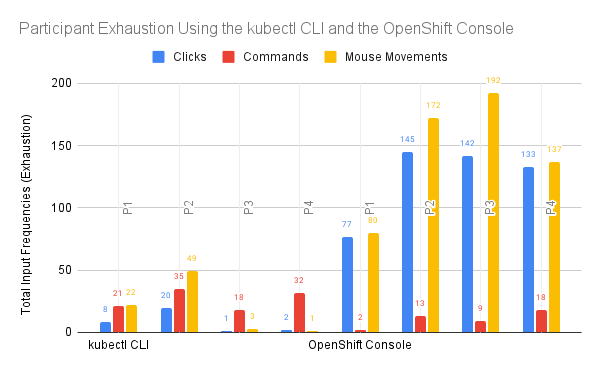 Participant Exhaustion Using the kubectl CLI and the OpenShift Console
Clicks Commands Mouse Movements
Total Input Frequencies (Exhaustion)
200
150
100
50
0
P1 P2 P3 P4 P1 P2 P3 P4
8 21 22
20 35 49
1 18 3
2 32 1
77 2 80
145 13 172
142 9 192
133 18 137
kubectl CLI OpenShift Console